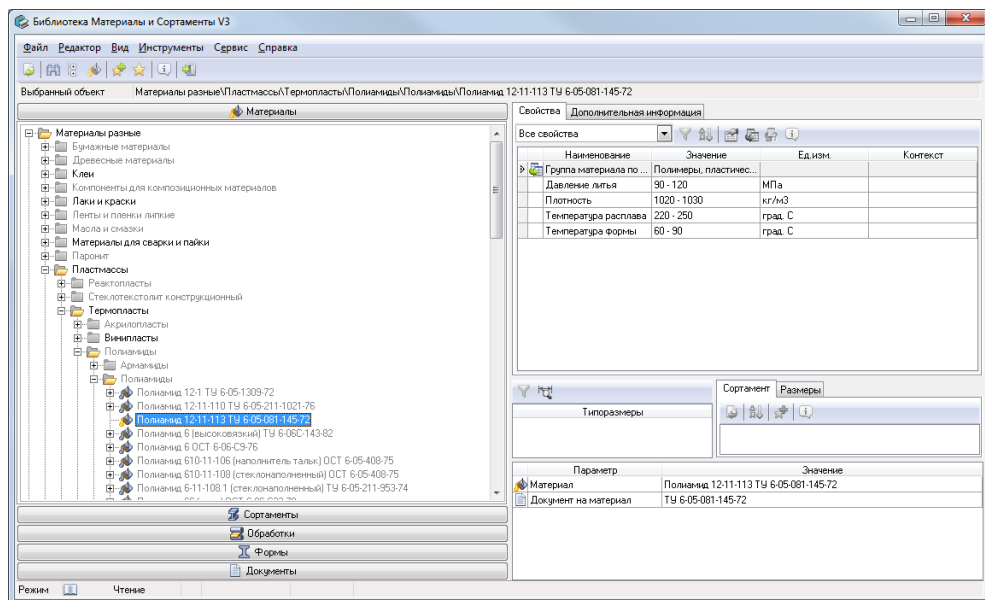 Библиотека Материалы и Сортаменты V3
Файл Редактор Вид Инструменты Сервис Справка
Выбранный объект Материалы разные\Пластмассы\Термопласты\Полиамиды\Полиамиды\Полиамид 12-11-113 ТУ 6-05-081-145-72
Материалы
Материалы разные
Бумажные материалы
Древесные материалы
Клеи
Компоненты для композиционных материалов
Лаки и краски
Ленты и пленки липкие
Масла и смазки
Материалы для сварки и пайки
Паронит
Пластмассы
Реактопласты
Стеклотекстолит конструкционный
Термопласты
Акрилопласты
Винипласты
Полиамиды
Армамиды
Полиамиды
Полиамид 12-1 ТУ 6-05-1309-72
Полиамид 12-11-110 ТУ 6-05-211-1021-76
Полиамид 12-11-113 ТУ 6-05-081-145-72
Полиамид 6 (высоковязкий) ТУ 6-06С-143-82
Полиамид 6 ОСТ 6-06-С9-76
Полиамид 610-11-106 (наполнитель тальк) ОСТ 6-05-408-75
Полиамид 610-11-108 (стеклонаполненный) ОСТ 6-05-408-75
Полиамид 6-11-108.1 (стеклонаполненный) ТУ 6-05-211-953-74
Сортаменты
Обработки
Формы
Документы
Режим Чтение
Свойства Дополнительная информация
Все свойства
Наименование Значение Ед.изм. Контекст
Группа материала по ... Полимеры, пластичес...
Давление литья 90 - 120 МПа
Плотность 1020 - 1030 кг/м3
Температура расплава 220 - 250 град. С
Температура формы 60 - 90 град. С
Типоразмеры
Сортамент Размеры
Параметр Значение
Материал Полиамид 12-11-113 ТУ 6-05-081-145-72
Документ на материал ТУ 6-05-081-145-72